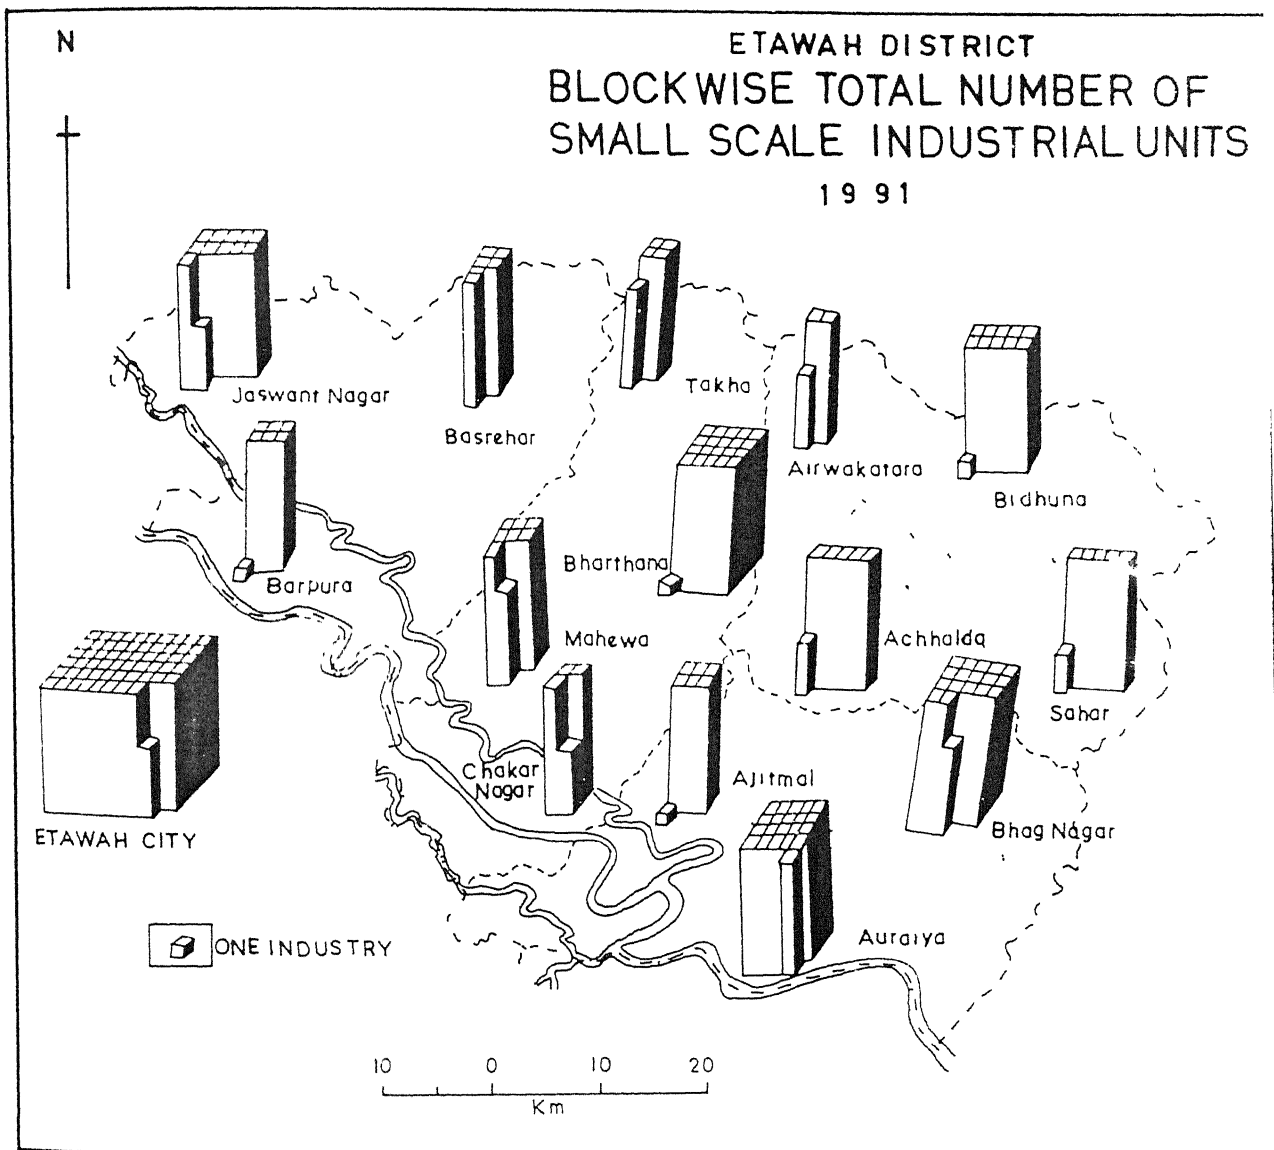 N
ETAWAH DISTRICT
BLOCKWISE TOTAL NUMBER OF
SMALL SCALE INDUSTRIAL UNITS
1991
Jaswant Nagar
Basrehar
Takha
Airwakatara
Bidhuna
Barpura
Bharthana
Mahewa
Achhalda
Sahar
Chakar
Nagar
Ajitmal
Bhag Nagar
ETAWAH CITY
Auraiya
ONE INDUSTRY
10 0 10 20
Km